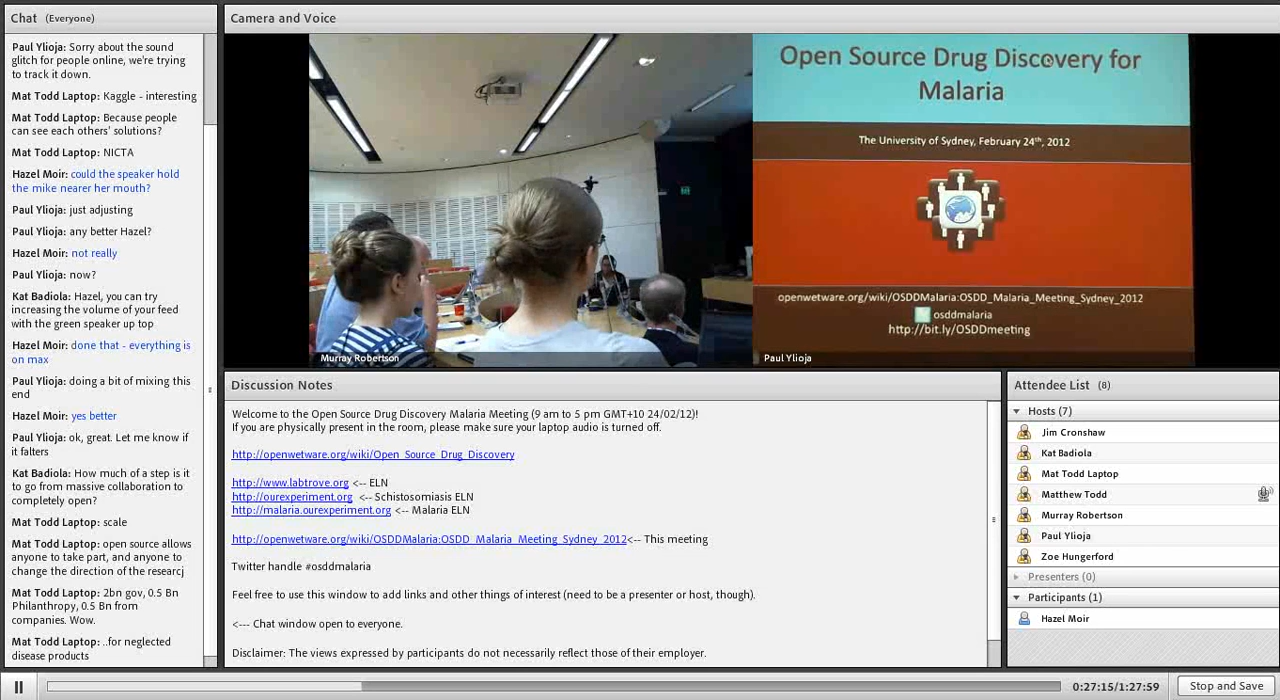 Chat (Everyone)
Paul Ylioja: Sorry about the sound
glitch for people online, we're trying
to track it down.
Mat Todd Laptop: Kaggle - interesting
Mat Todd Laptop: Because people
can see each others' solutions?
Mat Todd Laptop: NICTA
Hazel Moir: could the speaker hold
the mike nearer her mouth?
Paul Ylioja: just adjusting
Paul Ylioja: any better Hazel?
Hazel Moir: not really
Paul Ylioja: now?
Kat Badiola: Hazel, you can try
increasing the volume of your feed
with the green speaker up top
Hazel Moir: done that - everything is
on max
Paul Ylioja: doing a bit of mixing this
end
Hazel Moir: yes better
Paul Ylioja: ok, great. Let me know if
it falters
Kat Badiola: How much of a step is it
to go from massive collaboration to
completely open?
Mat Todd Laptop: scale
Mat Todd Laptop: open source allows
anyone to take part, and anyone to
change the direction of the researcj
Mat Todd Laptop: 2bn gov, 0.5 Bn
Philanthropy, 0.5 Bn from
companies. Wow.
Mat Todd Laptop: ..for neglected
disease products
Camera and Voice
Murray Robertson
Open Source Drug Discovery for
Malaria
The University of Sydney, February 24th, 2012
openwetware.org/wiki/OSDDMalaria:OSDD_Malaria_Meeting_Sydney_2012
osddmalaria
http://bit.ly/OSDDmeeting
Paul Ylioja
Discussion Notes
Welcome to the Open Source Drug Discovery Malaria Meeting (9 am to 5 pm GMT+10 24/02/12)!
If you are physically present in the room, please make sure your laptop audio is turned off.
http://openwetware.org/wiki/Open_Source_Drug_Discovery
http://www.labtrove.org <-- ELN
http://ourexperiment.org <-- Schistosomiasis ELN
http://malaria.ourexperiment.org <-- Malaria ELN
http://openwetware.org/wiki/OSDDMalaria:OSDD_Malaria_Meeting_Sydney_2012<-- This meeting
Twitter handle #osddmalaria
Feel free to use this window to add links and other things of interest (need to be a presenter or host, though).
<--- Chat window open to everyone.
Disclaimer: The views expressed by participants do not necessarily reflect those of their employer.
Attendee List (8)
Hosts (7)
Jim Cronshaw
Kat Badiola
Mat Todd Laptop
Matthew Todd
Murray Robertson
Paul Ylioja
Zoe Hungerford
Presenters (0)
Participants (1)
Hazel Moir
0:27:15/1:27:59
Stop and Save